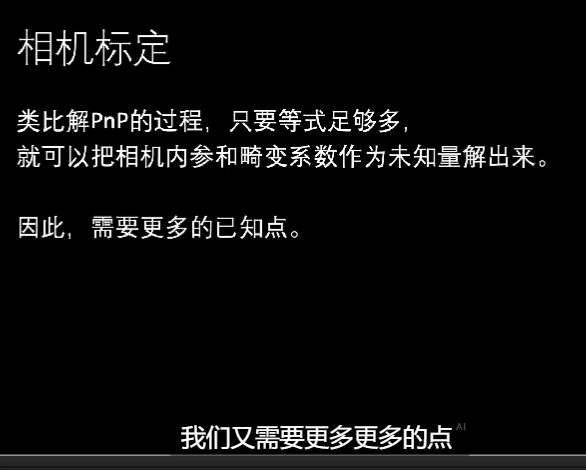 相机标定
类比解PnP的过程，只要等式足够多，
就可以把相机内参和畸变系数作为未知量解出来。
因此，需要更多的已知点。
我们又需要更多更多的点
AI